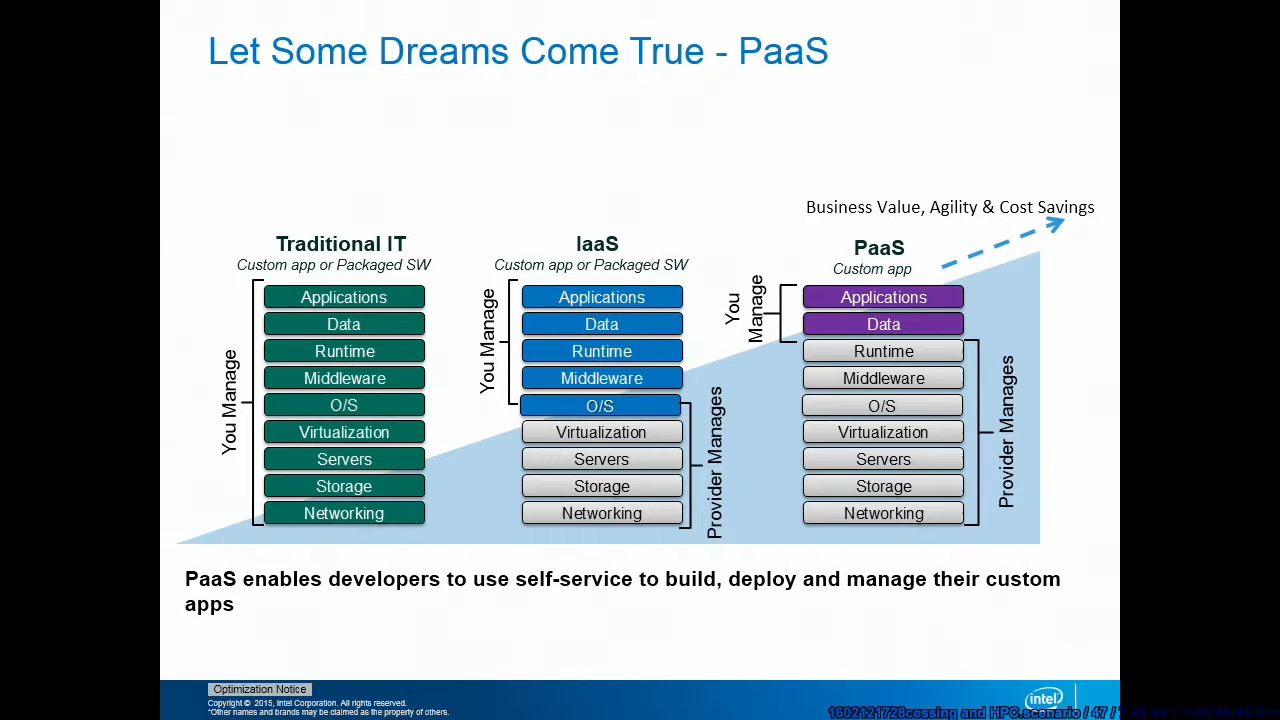 Let Some Dreams Come True - PaaS
Business Value, Agility & Cost Savings
Traditional IT
Custom app or Packaged SW
You Manage
Applications
Data
Runtime
Middleware
O/S
Virtualization
Servers
Storage
Networking
IaaS
Custom app or Packaged SW
You Manage
Applications
Data
Runtime
Middleware
O/S
Virtualization
Servers
Storage
Networking
Provider Manages
PaaS
Custom app
You
Manage
Applications
Data
Runtime
Middleware
O/S
Virtualization
Servers
Storage
Networking
Provider Manages
PaaS enables developers to use self-service to build, deploy and manage their custom
apps
Optimization Notice
Copyright © 2015, Intel Corporation. All rights reserved.
*Other names and brands may be claimed as the property of others.
intel
1602121728cessing and HPC.scenario / 47 /